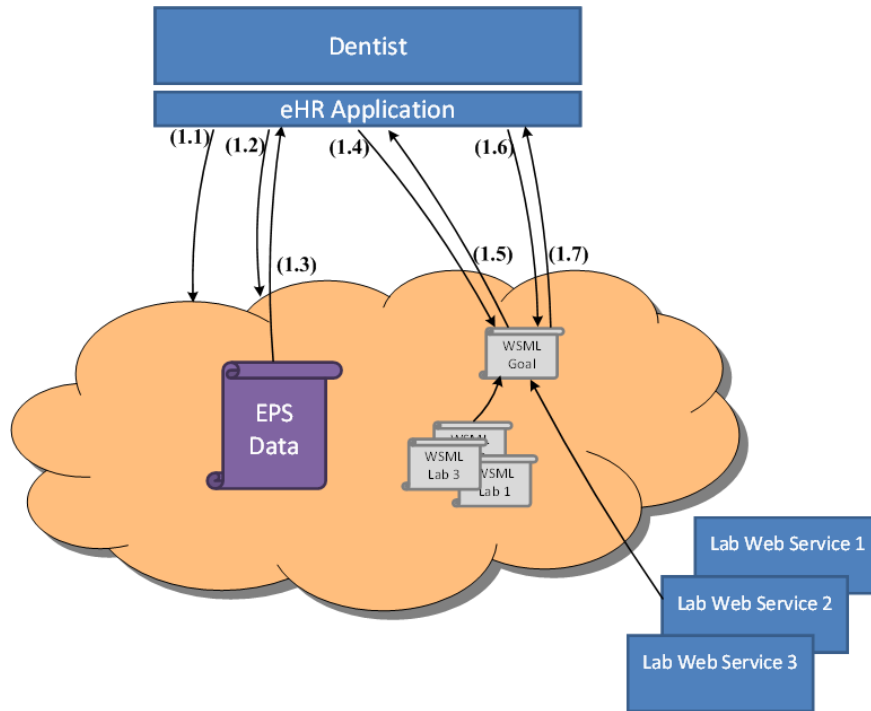 Dentist
eHR Application
(1.1)
(1.2)
(1.4)
(1.6)
(1.3)
(1.5)
(1.7)
WSML
Goal
EPS
Data
WSML
Lab 3
WSML
Lab 1
Lab Web Service 1
Lab Web Service 2
Lab Web Service 3